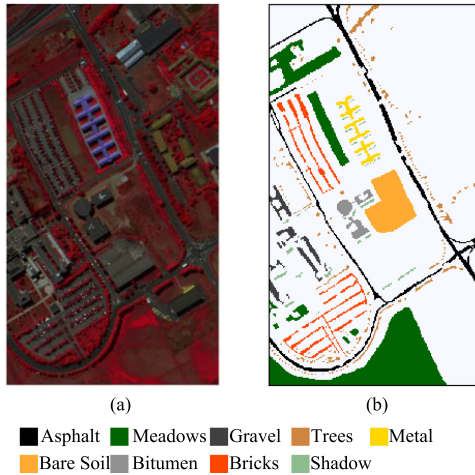 (a) (b)
Asphalt Meadows Gravel Trees Metal
Bare Soil Bitumen Bricks Shadow